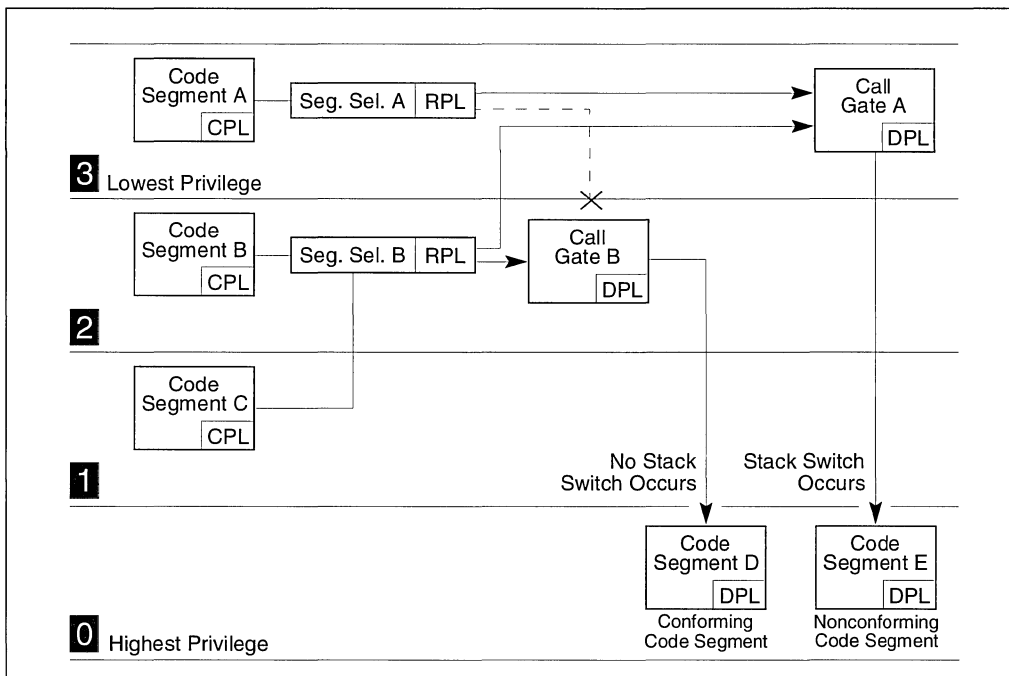 Code
Segment A
CPL
Seg. Sel. A
RPL
Call
Gate A
DPL
3
Lowest Privilege
Code
Segment B
CPL
Seg. Sel. B
RPL
Call
Gate B
DPL
2
Code
Segment C
CPL
1
No Stack
Switch Occurs
Stack Switch
Occurs
Code
Segment D
DPL
Conforming
Code Segment
Code
Segment E
DPL
Nonconforming
Code Segment
0
Highest Privilege